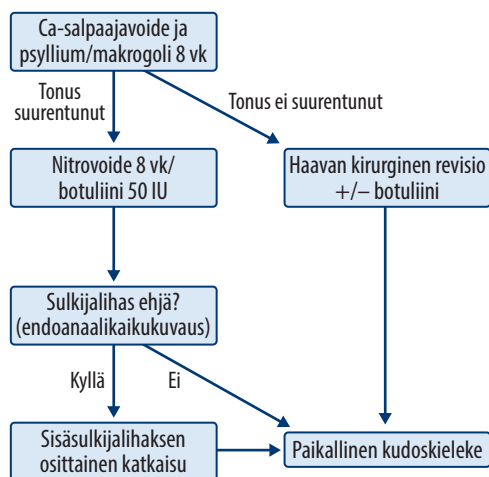 Ca-salpaajavoide ja
psyllium/makrogoli 8 vk
Tonus
suurentunut
Tonus ei suurentunut
Nitrovoide 8 vk/
botuliini 50 IU
Haavan kirurginen revisio
+/– botuliini
Sulkijalihas ehjä?
(endoanaalikaikukuvaus)
Kyllä
Ei
Sisäsulkijalihaksen
osittainen katkaisu
Paikallinen kudoskieleke